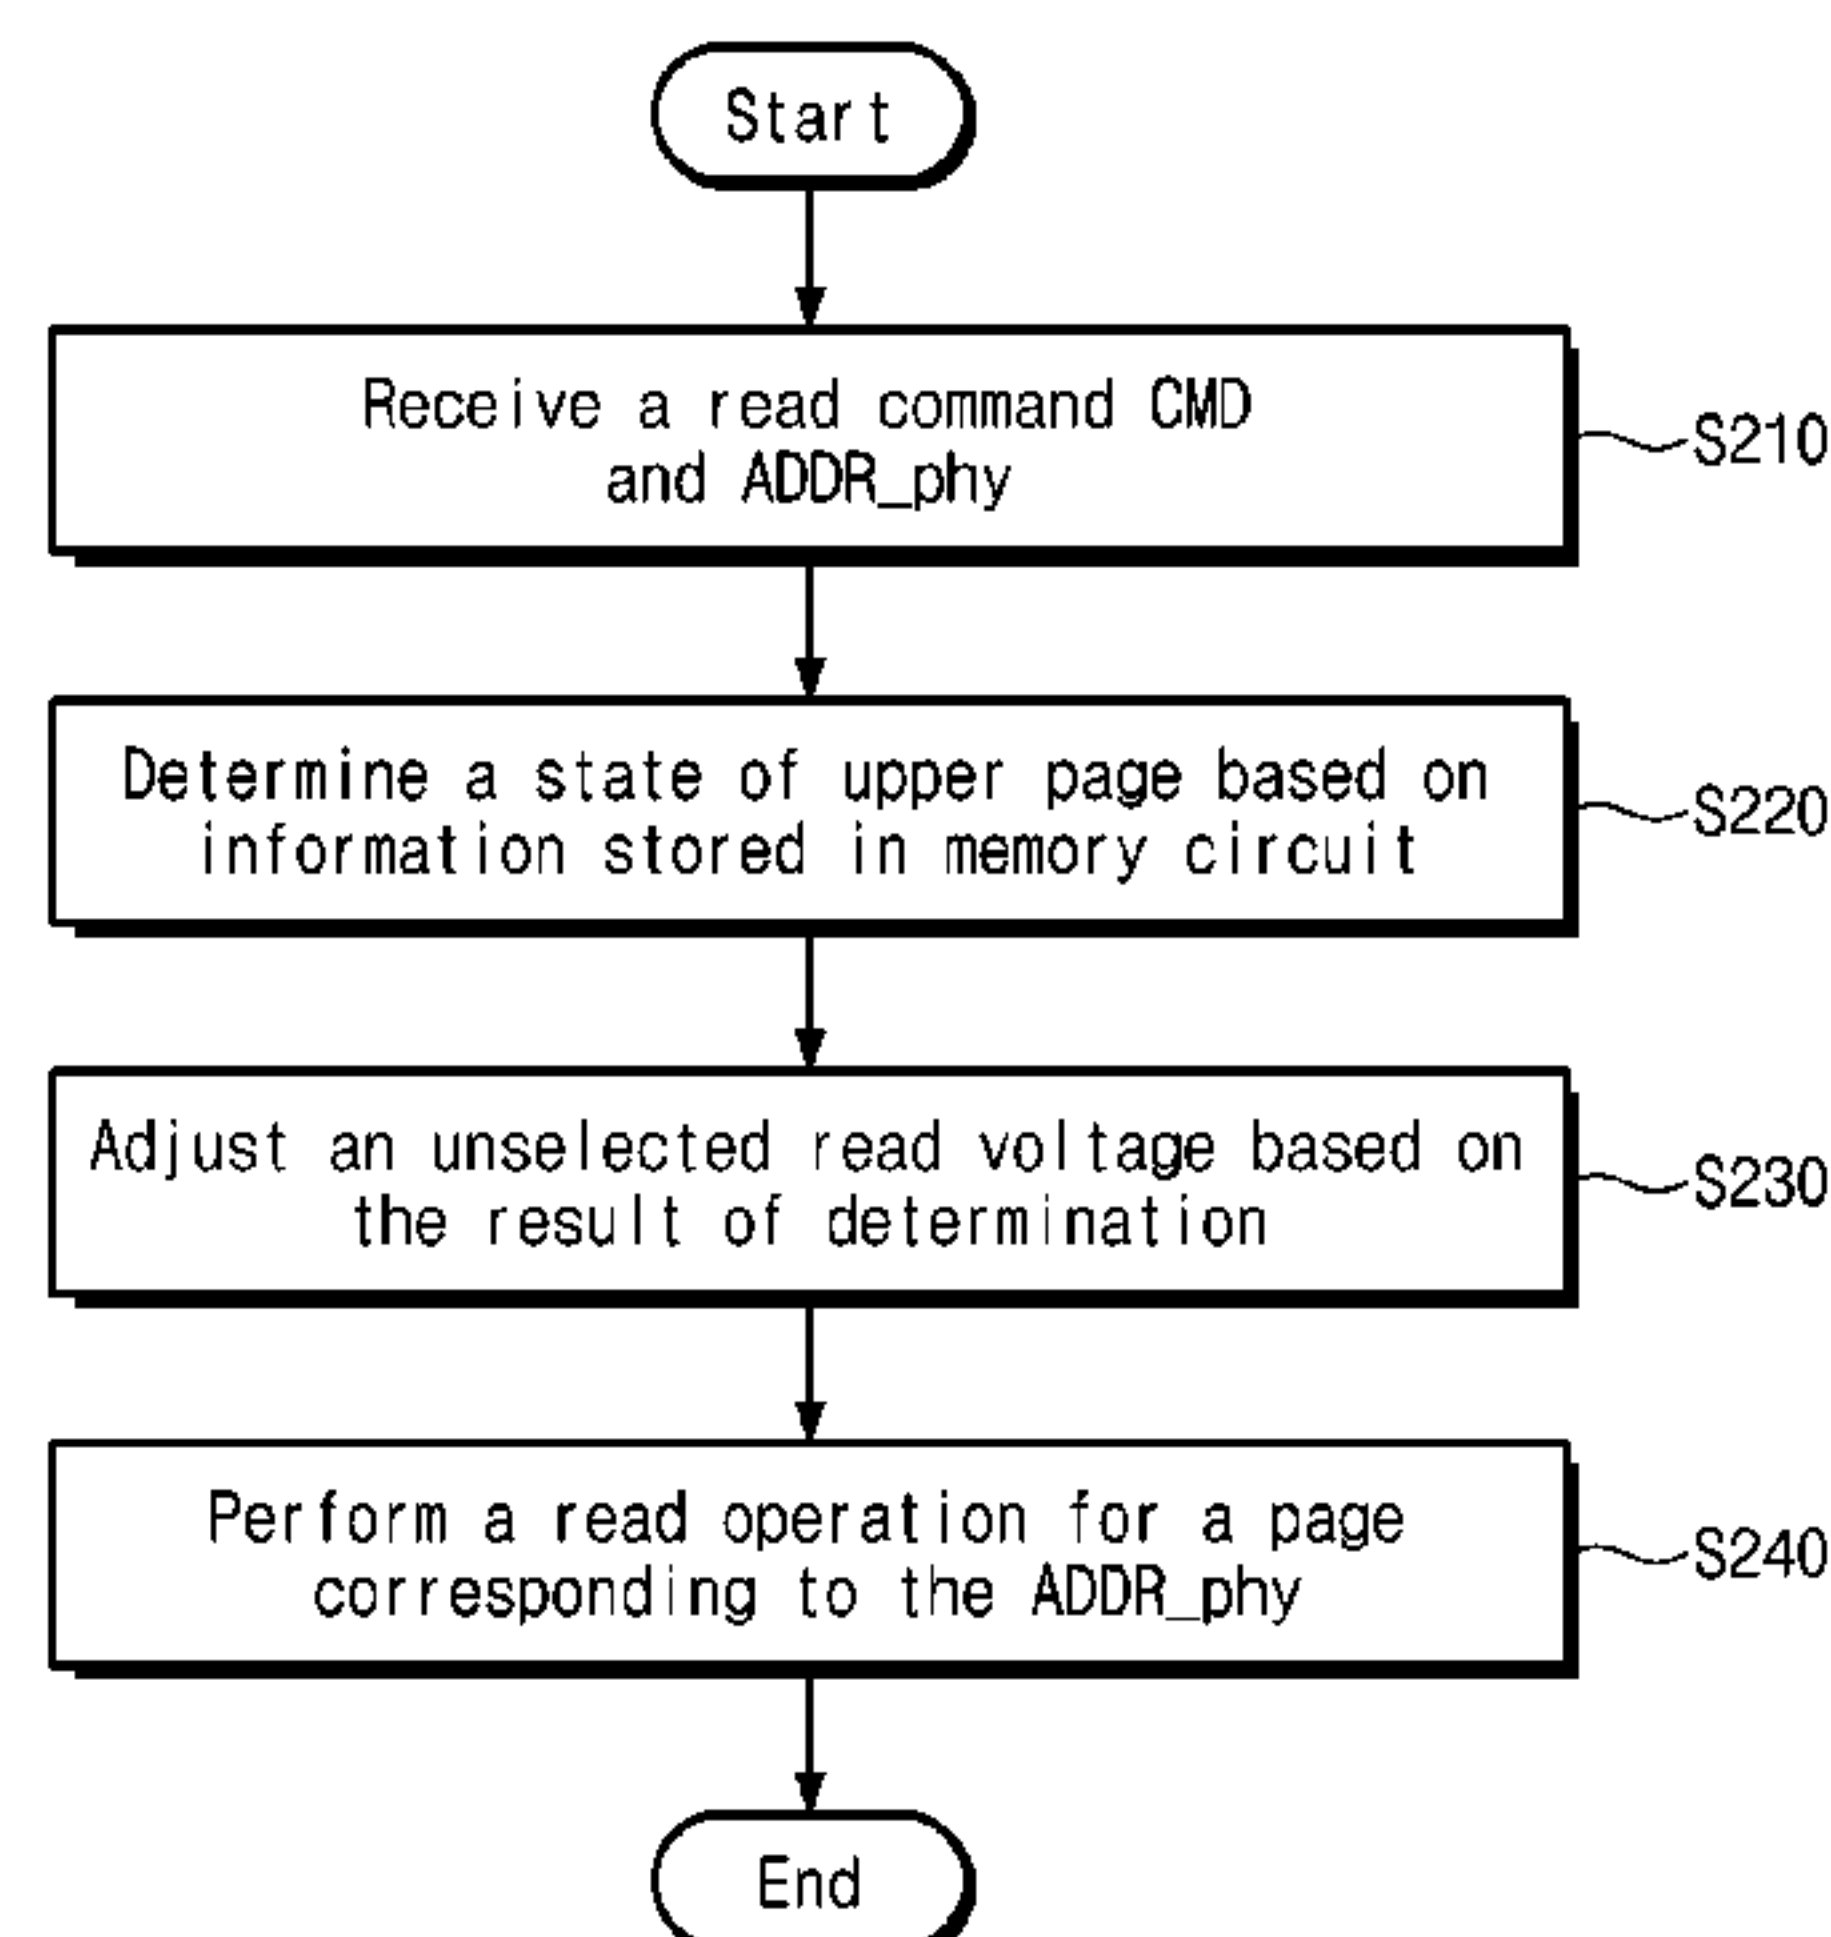 Start
Receive a read command CMD
and ADDR_phy
S210
Determine a state of upper page based on
information stored in memory circuit
S220
Adjust an unselected read voltage based on
the result of determination
S230
Perform a read operation for a page
corresponding to the ADDR_phy
S240
End